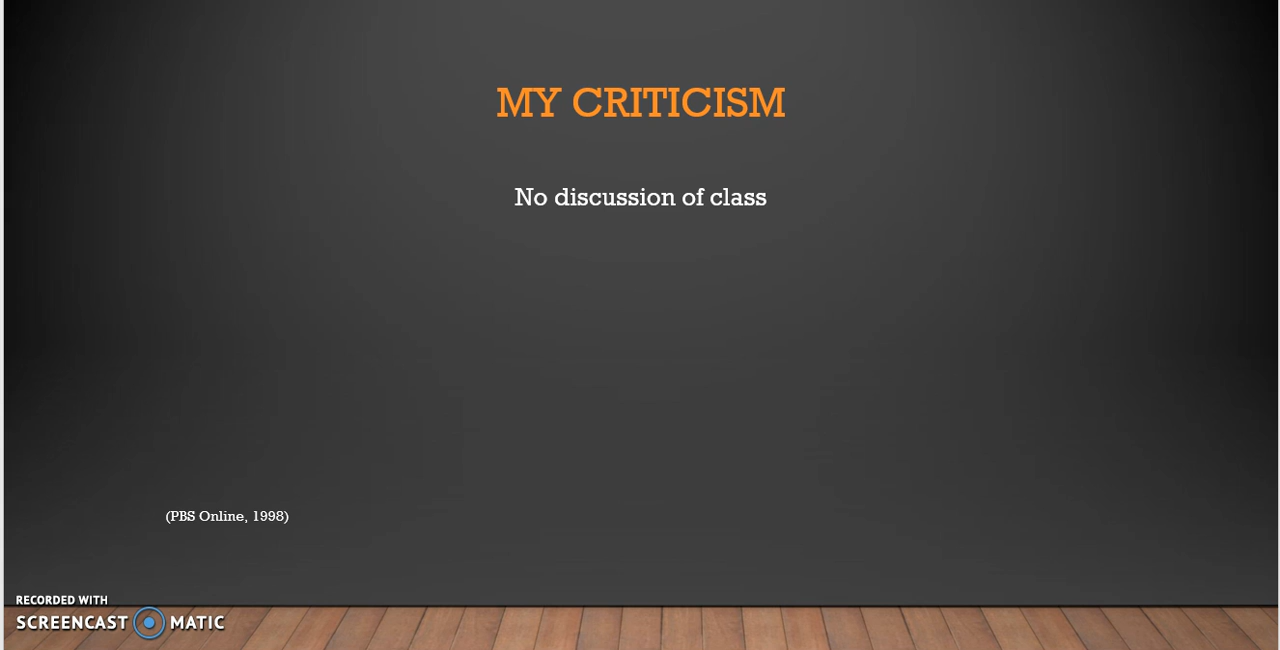 MY CRITICISM
No discussion of class
(PBS Online, 1998)
RECORDED WITH
SCREENCAST MATIC